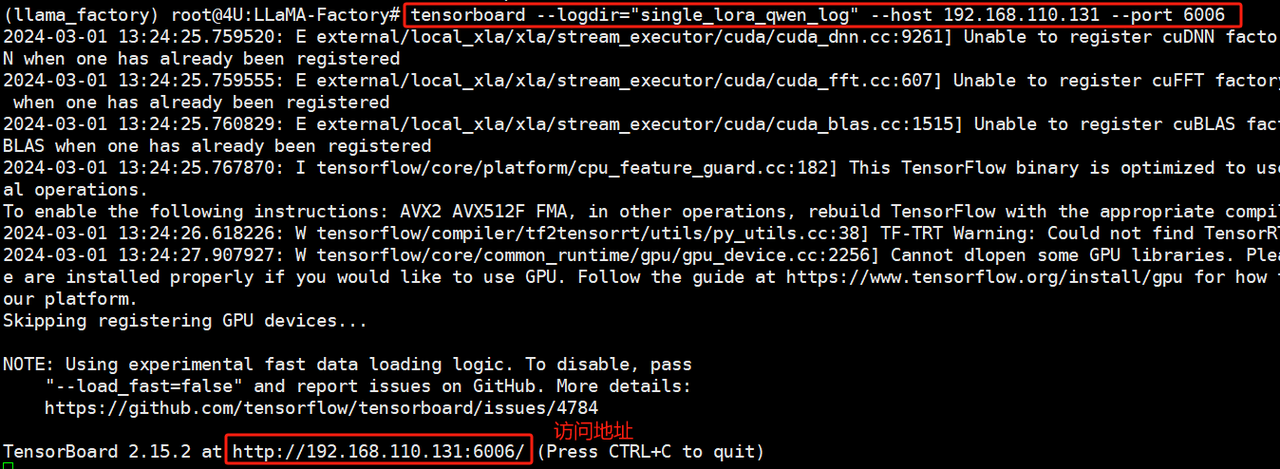 (llama_factory) root@4U:LLaMA-Factory# tensorboard --logdir="single_lora_qwen_log" --host 192.168.110.131 --port 6006
2024-03-01 13:24:25.759520: E external/local_xla/xla/stream_executor/cuda/cuda_dnn.cc:9261] Unable to register cuDNN facto
N when one has already been registered
2024-03-01 13:24:25.759555: E external/local_xla/xla/stream_executor/cuda/cuda_fft.cc:607] Unable to register cuFFT factory
when one has already been registered
2024-03-01 13:24:25.760829: E external/local_xla/xla/stream_executor/cuda/cuda_blas.cc:1515] Unable to register cuBLAS fac
BLAS when one has already been registered
2024-03-01 13:24:25.767870: I tensorflow/core/platform/cpu_feature_guard.cc:182] This TensorFlow binary is optimized to use
al operations.
To enable the following instructions: AVX2 AVX512F FMA, in other operations, rebuild TensorFlow with the appropriate compi
2024-03-01 13:24:26.618226: W tensorflow/compiler/tf2tensorrt/utils/py_utils.cc:38] TF-TRT Warning: Could not find TensorRT
2024-03-01 13:24:27.907927: W tensorflow/core/common_runtime/gpu/gpu_device.cc:2256] Cannot dlopen some GPU libraries. Plea
e are installed properly if you would like to use GPU. Follow the guide at https://www.tensorflow.org/install/gpu for how t
our platform.
Skipping registering GPU devices...
NOTE: Using experimental fast data loading logic. To disable, pass
"--load_fast=false" and report issues on GitHub. More details:
https://github.com/tensorflow/tensorboard/issues/4784
访问地址
TensorBoard 2.15.2 at http://192.168.110.131:6006/ (Press CTRL+C to quit)